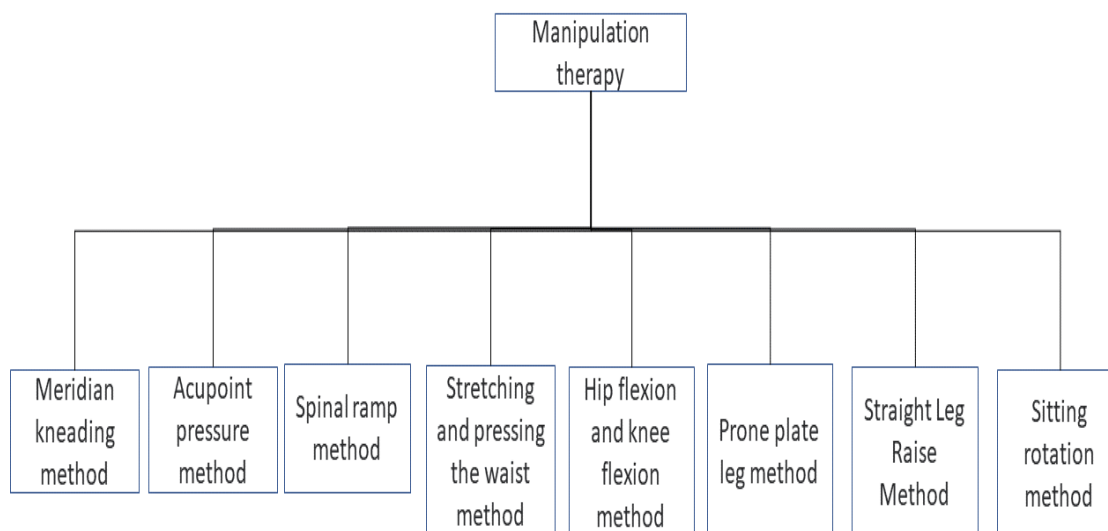 Manipulation
therapy
Meridian
kneading
method
Acupoint
pressure
method
Spinal ramp
method
Stretching
and pressing
the waist
method
Hip flexion
and knee
flexion
method
Prone plate
leg method
Straight Leg
Raise
Method
Sitting
rotation
method